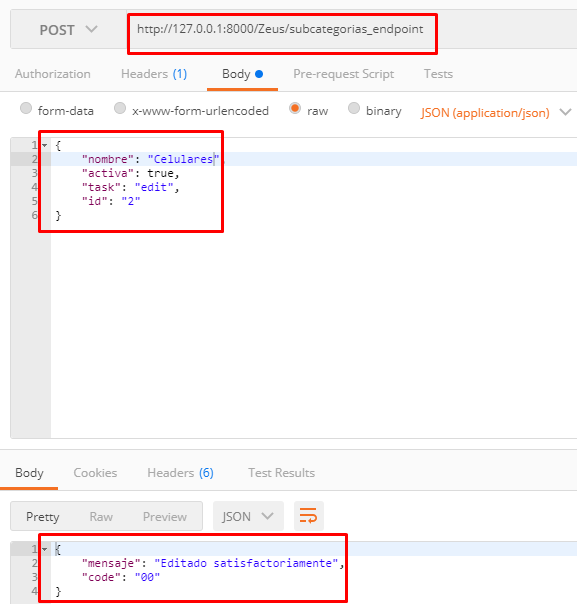 POST http://127.0.0.1:8000/Zeus/subcategorias_endpoint
Authorization Headers (1) Body Pre-request Script Tests
form-data x-www-form-urlencoded raw binary JSON (application/json)
1 {
2 "nombre": "Celulares",
3 "activa": true,
4 "task": "edit",
5 "id": "2"
6 }
Body Cookies Headers (6) Test Results
Pretty Raw Preview JSON
1 {
2 "mensaje": "Editado satisfactoriamente",
3 "code": "00"
4 }